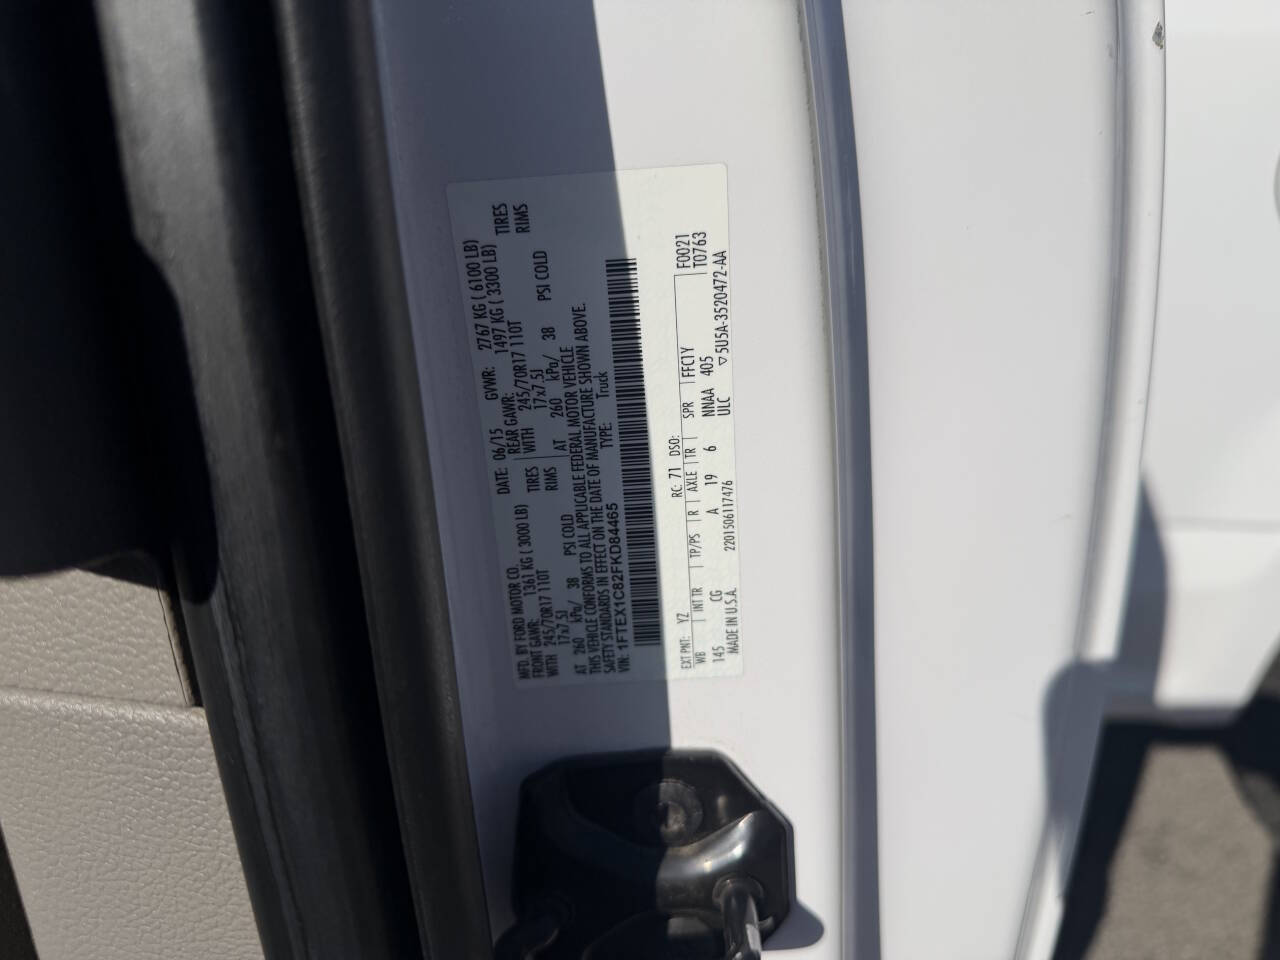 MFD. BY FORD MOTOR CO.
DATE: 06/15 GVWR: 2767 KG ( 6100 LB)
FRONT GAWR: 1361 KG ( 3000 LB)
REAR GAWR: 1497 KG ( 3300 LB)
WITH 245/70R17 110T TIRES
WITH 245/70R17 110T TIRES
17x7.5J RIMS
17x7.5J RIMS
AT 260 kPa/ 38 PSI COLD
AT 260 kPa/ 38 PSI COLD
THIS VEHICLE CONFORMS TO ALL APPLICABLE FEDERAL MOTOR VEHICLE
SAFETY STANDARDS IN EFFECT ON THE DATE OF MANUFACTURE SHOWN ABOVE.
VIN: 1FTEX1C82FKD84465 TYPE: Truck
F0021
EXT PNT: YZ RC: 71 DSO: T0763
WB INT TR TP/PS R AXLE TR SPR FFC1Y
145 CG A 19 6 NNAA 405
MADE IN U.S.A. 2201506117476 ULC ▽5U5A-3520472-AA